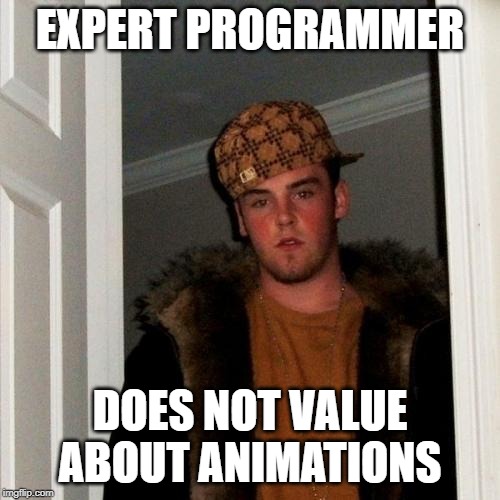 EXPERT PROGRAMMER
DOES NOT VALUE
ABOUT ANIMATIONS
imgflip.com